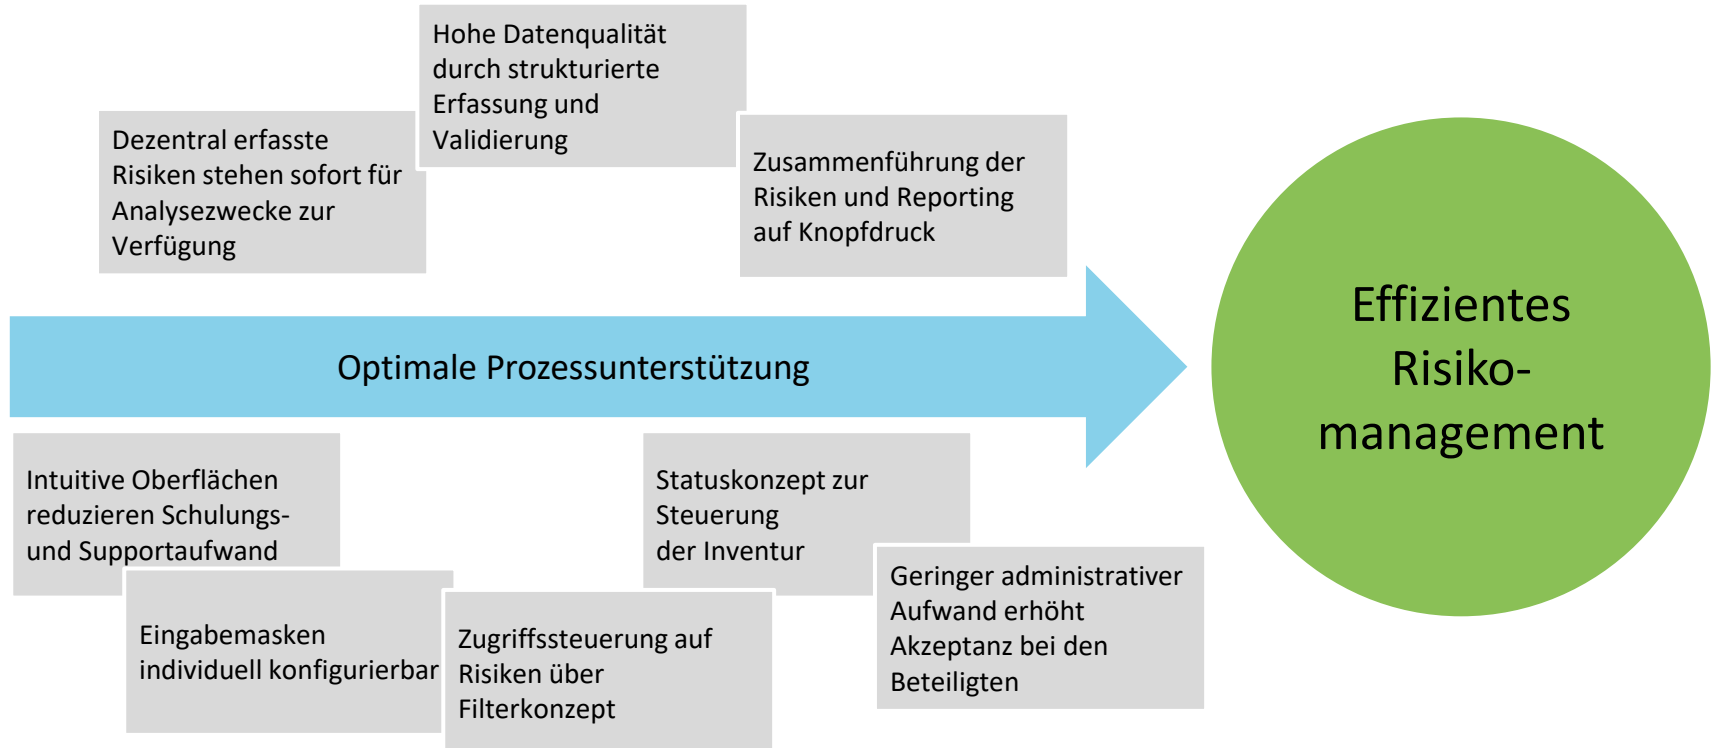 Hohe Datenqualität
durch strukturierte
Erfassung und
Validierung
Dezentral erfasste
Risiken stehen sofort für
Analysezwecke zur
Verfügung
Zusammenführung der
Risiken und Reporting
auf Knopfdruck
Optimale Prozessunterstützung
Effizientes
Risiko-
management
Intuitive Oberflächen
reduzieren Schulungs-
und Supportaufwand
Statuskonzept zur
Steuerung
der Inventur
Eingabemasken
individuell konfigurierbar
Zugriffssteuerung auf
Risiken über
Filterkonzept
Geringer administrativer
Aufwand erhöht
Akzeptanz bei den
Beteiligten